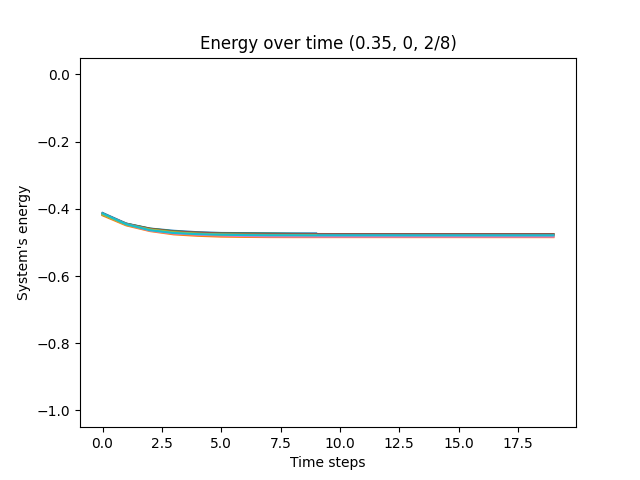 Energy over time (0.35, 0, 2/8)
0.0
−0.2
−0.4
−0.6
−0.8
−1.0
System's energy
0.0 2.5 5.0 7.5 10.0 12.5 15.0 17.5
Time steps